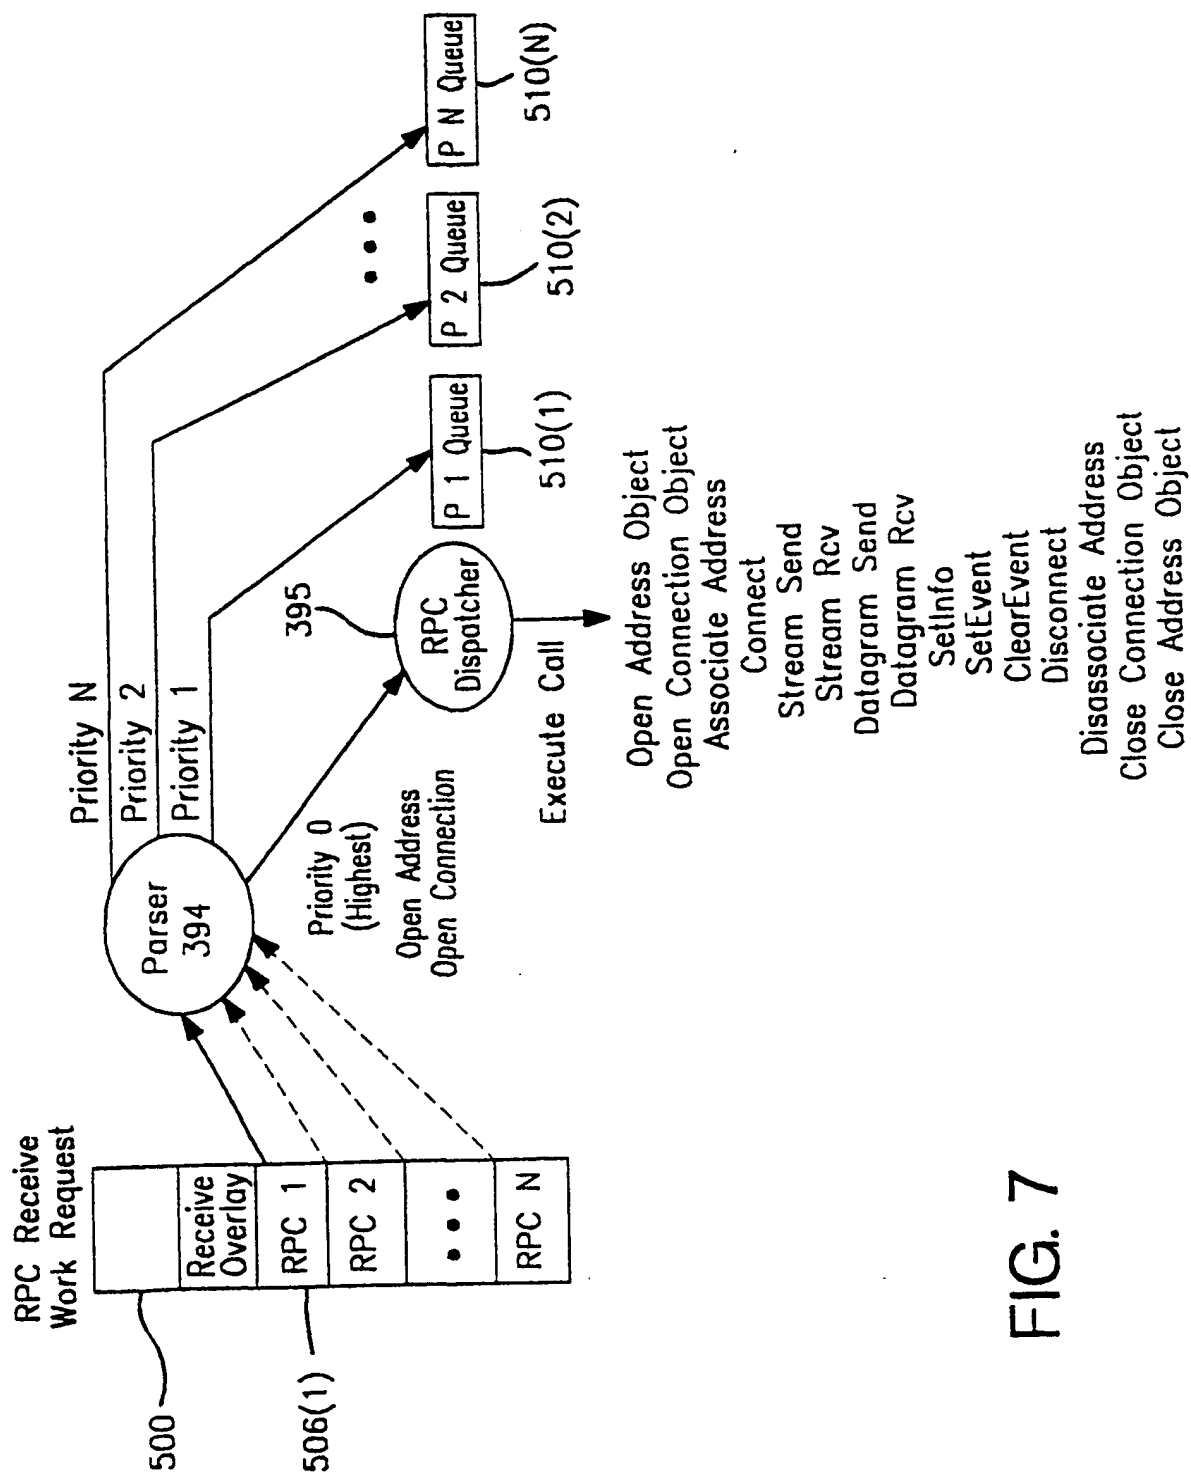 RPC Receive
Work Request
500
Receive
Overlay
RPC 1
RPC 2
RPC N
506(1)
Parser
394
Priority N
Priority 2
Priority 1
Priority 0
(Highest)
Open Address
Open Connection
395
RPC
Dispatcher
P 1 Queue
510(1)
P 2 Queue
510(2)
P N Queue
510(N)
Execute Call
Open Address Object
Open Connection Object
Associate Address
Connect
Stream Send
Stream Rcv
Datagram Send
Datagram Rcv
SetInfo
SetEvent
ClearEvent
Disconnect
Disassociate Address
Close Connection Object
Close Address Object
FIG. 7